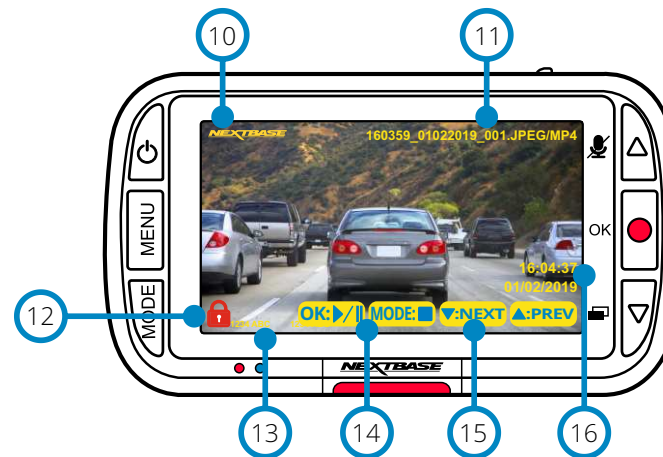 10
11
NEXTBASE
160359_01022019_001.JPEG/MP4
MENU
OK
16:04:37
01/02/2019
MODE
12
OK: ▶/II
MODE: ■
▼:NEXT
▲:PREV
NEXTBASE
13
14
15
16